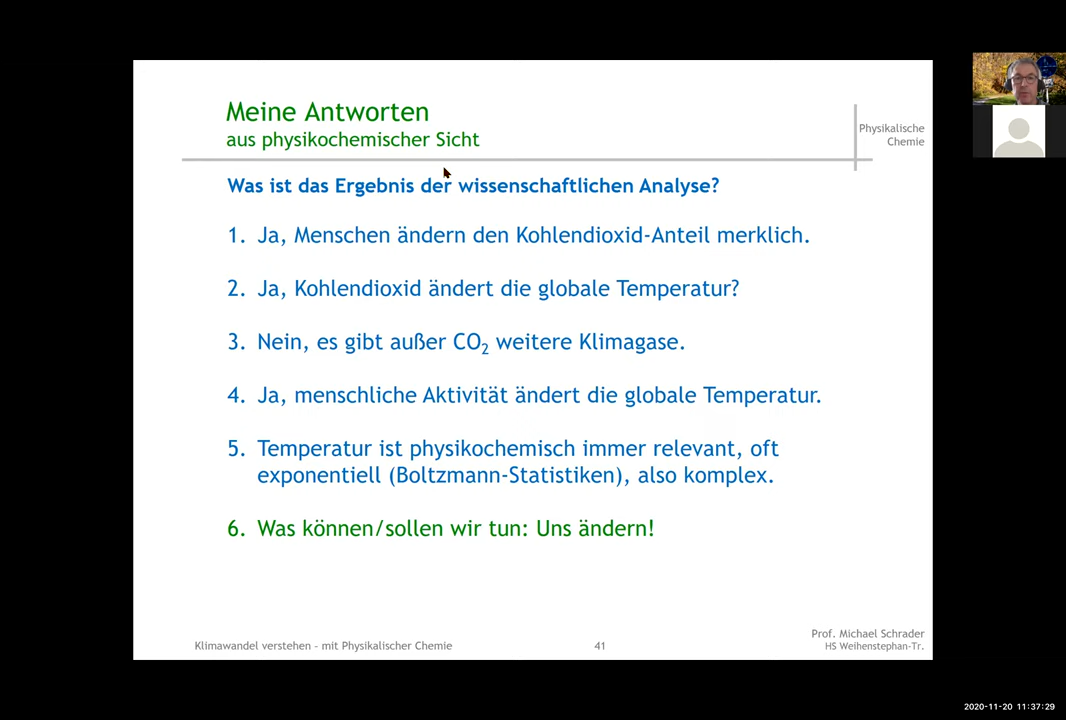 Meine Antworten
aus physikochemischer Sicht
Physikalische
Chemie
Was ist das Ergebnis der wissenschaftlichen Analyse?
1. Ja, Menschen ändern den Kohlendioxid-Anteil merklich.
2. Ja, Kohlendioxid ändert die globale Temperatur?
3. Nein, es gibt außer CO₂ weitere Klimagase.
4. Ja, menschliche Aktivität ändert die globale Temperatur.
5. Temperatur ist physikochemisch immer relevant, oft
exponentiell (Boltzmann-Statistiken), also komplex.
6. Was können/sollen wir tun: Uns ändern!
Klimawandel verstehen – mit Physikalischer Chemie
41
Prof. Michael Schrader
HS Weihenstephan-Tr.
2020-11-20 11:37:29